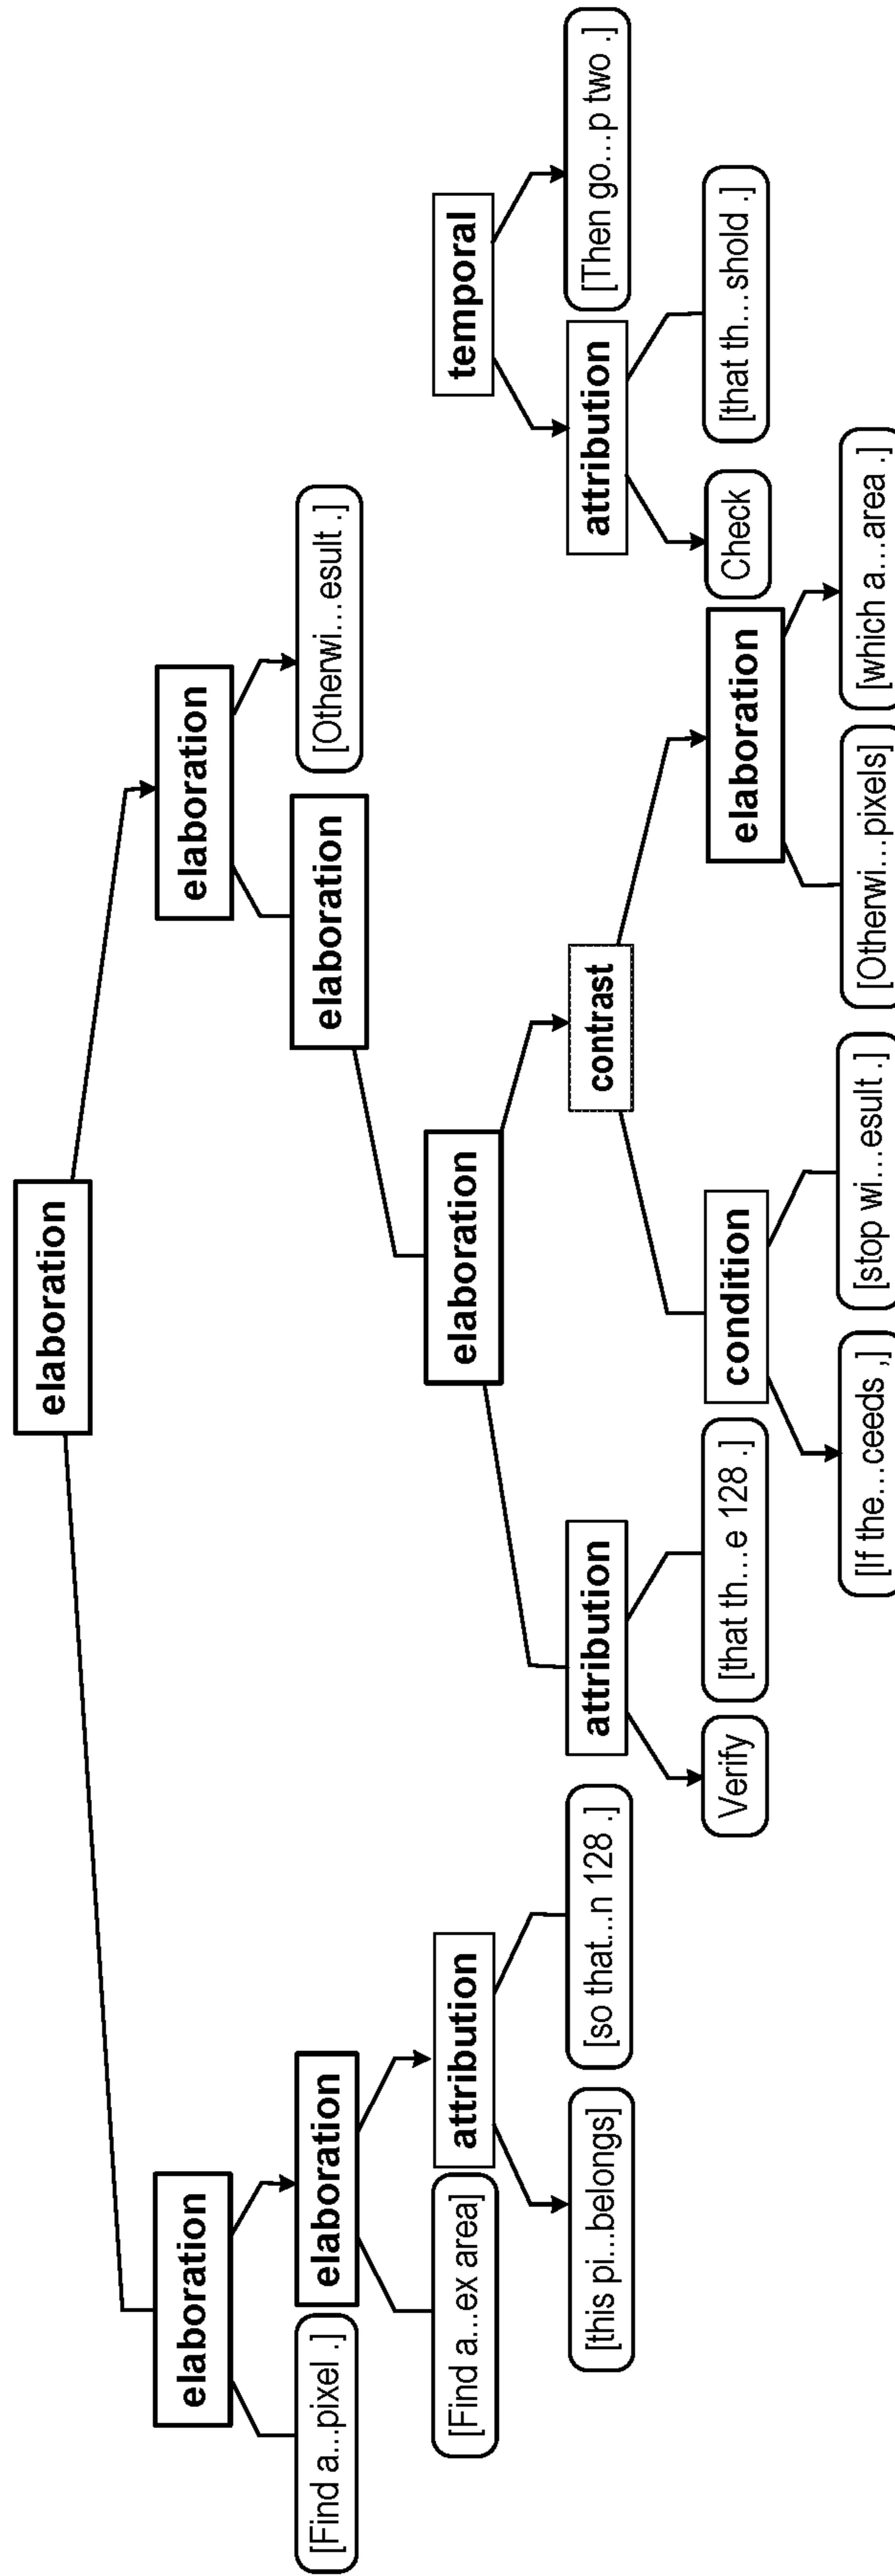 elaboration
elaboration
elaboration
[Find a...pixel .]
elaboration
elaboration
[Otherwi...esult .]
[Find a...ex area]
attribution
elaboration
temporal
[this pi...belongs]
[so that...n 128 .]
attribution
contrast
attribution
[Then go...p two .]
Verify
[that th...e 128 .]
condition
elaboration
Check
[that th...shold .]
[If the...ceeds ,]
[stop wi...esult .]
[Otherwi...pixels]
[which a...area .]